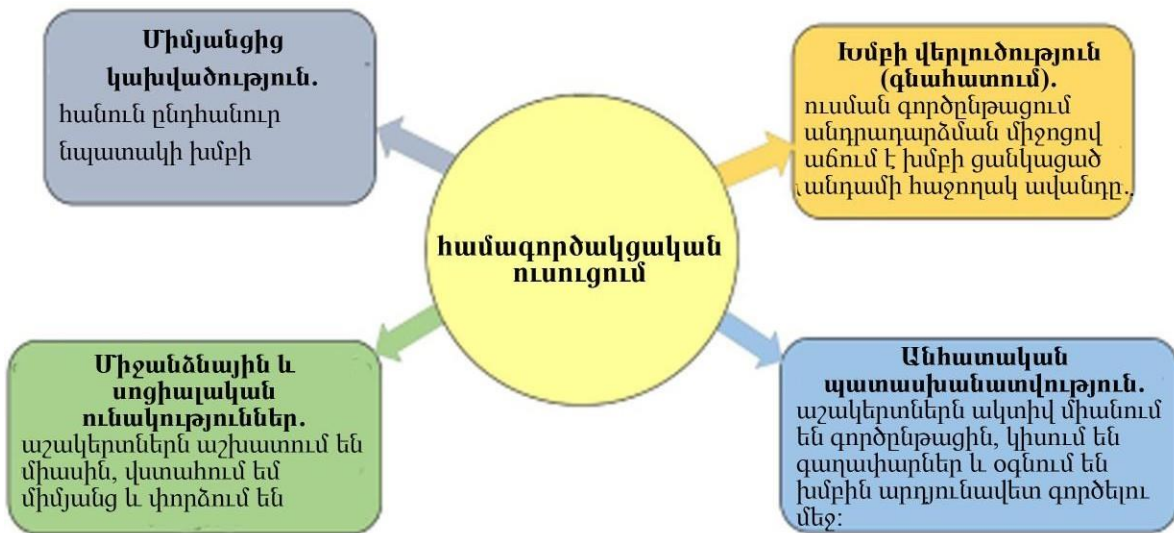 Միմյանցից
կախվածություն.
հանուն ընդհանուր
նպատակի խմբի
Խմբի վերլուծություն
(գնահատում).
ուսման գործընթացում
անդրադարձման միջոցով
աճում է խմբի ցանկացած
անդամի հաջողակ ավանդը.
համագործակցական
ուսուցում
Միջանձնային և
սոցիալական
ունակություններ.
աշակերտներն աշխատում են
միասին, վստահում եմ
միմյանց և փորձում են
Անհատական
պատասխանատվություն.
աշակերտներն ակտիվ միանում
են գործընթացին, կիսում են
գաղափարներ և օգնում են
խմբին արդյունավետ գործելու
մեջ: